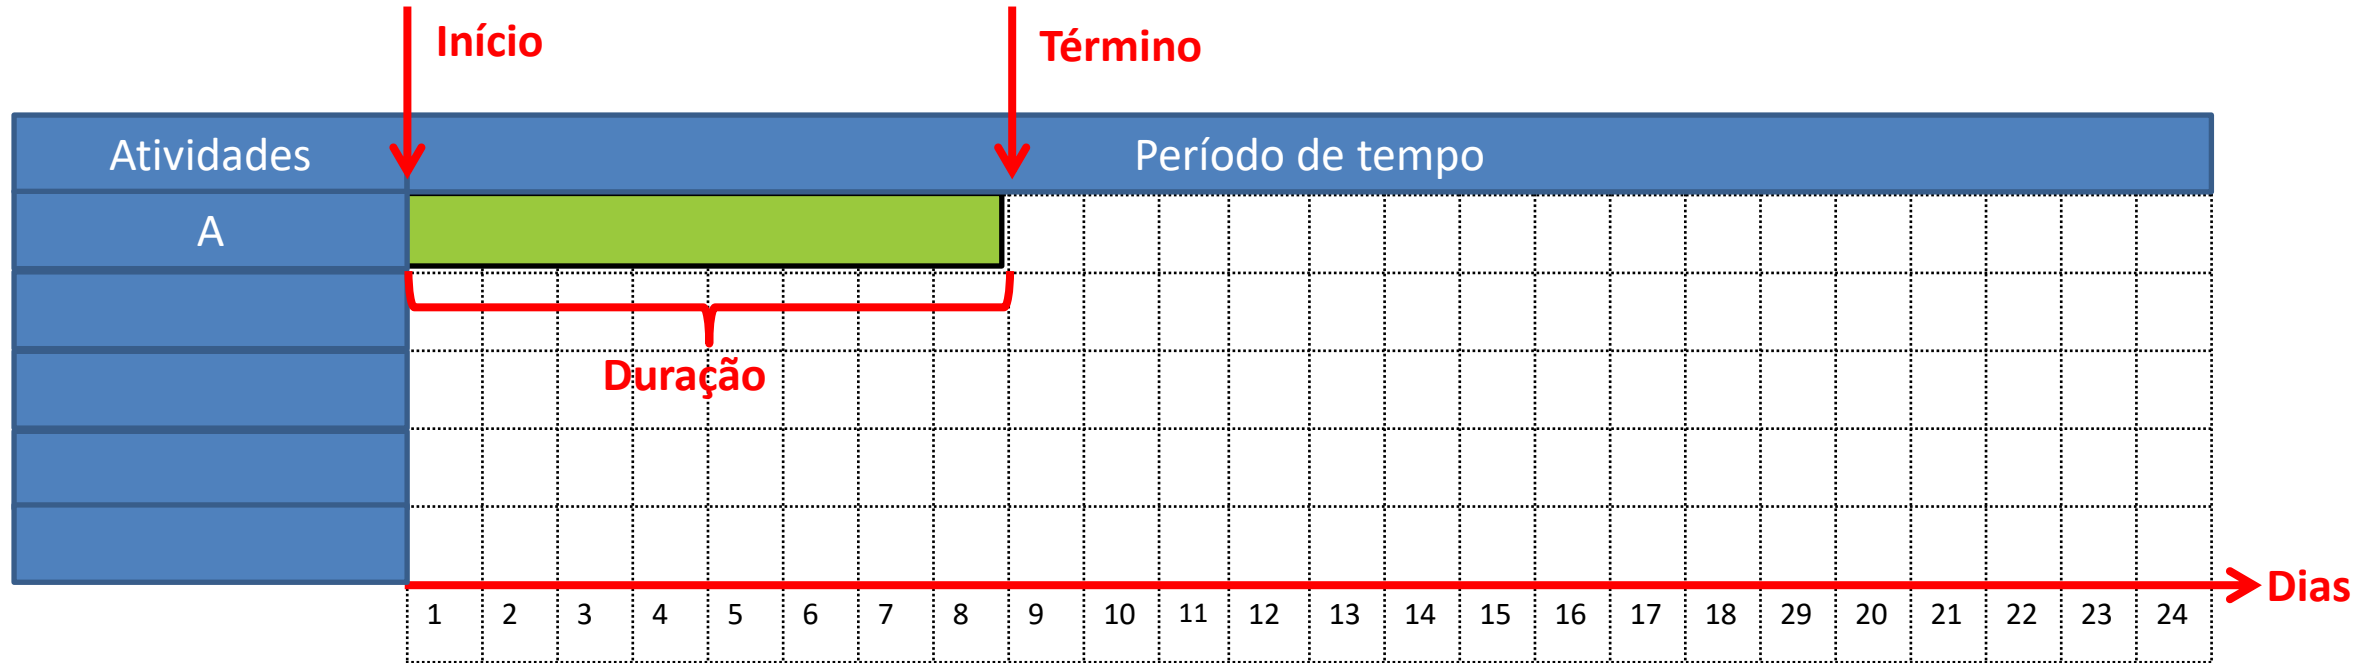 Início
Término
Atividades
Período de tempo
A
Duração
Dias
1 2 3 4 5 6 7 8 9 10 11 12 13 14 15 16 17 18 29 20 21 22 23 24